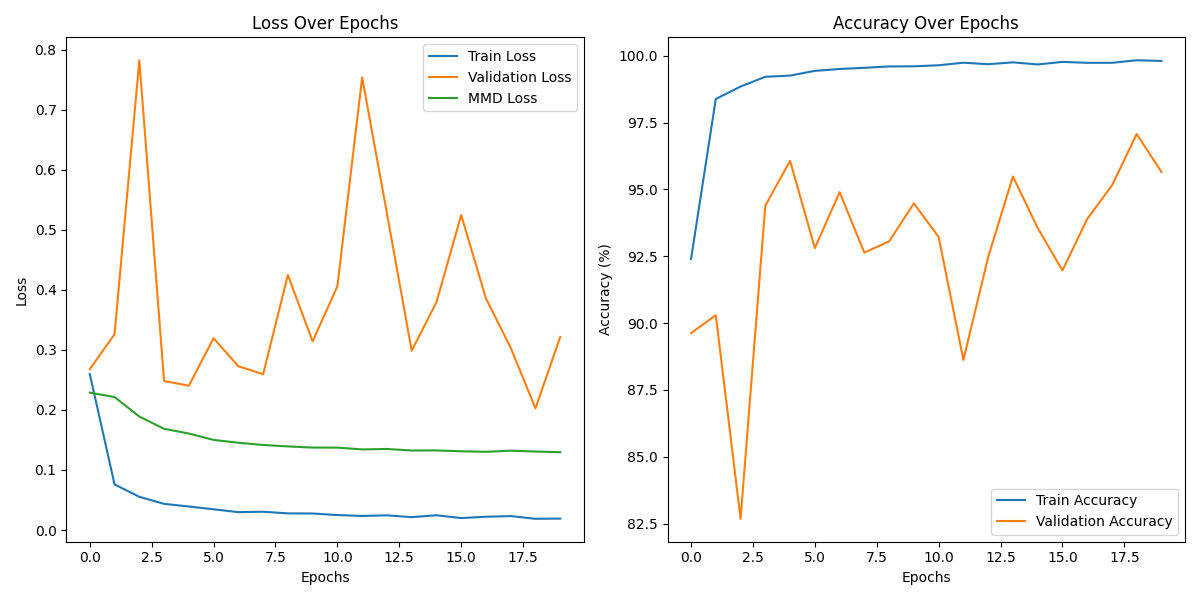 Loss Over Epochs
Train Loss
Validation Loss
MMD Loss
0.8
0.7
0.6
0.5
0.4
0.3
0.2
0.1
0.0
Loss
0.0 2.5 5.0 7.5 10.0 12.5 15.0 17.5
Epochs
Accuracy Over Epochs
100.0
97.5
95.0
92.5
90.0
87.5
85.0
82.5
Accuracy (%)
Train Accuracy
Validation Accuracy
0.0 2.5 5.0 7.5 10.0 12.5 15.0 17.5
Epochs